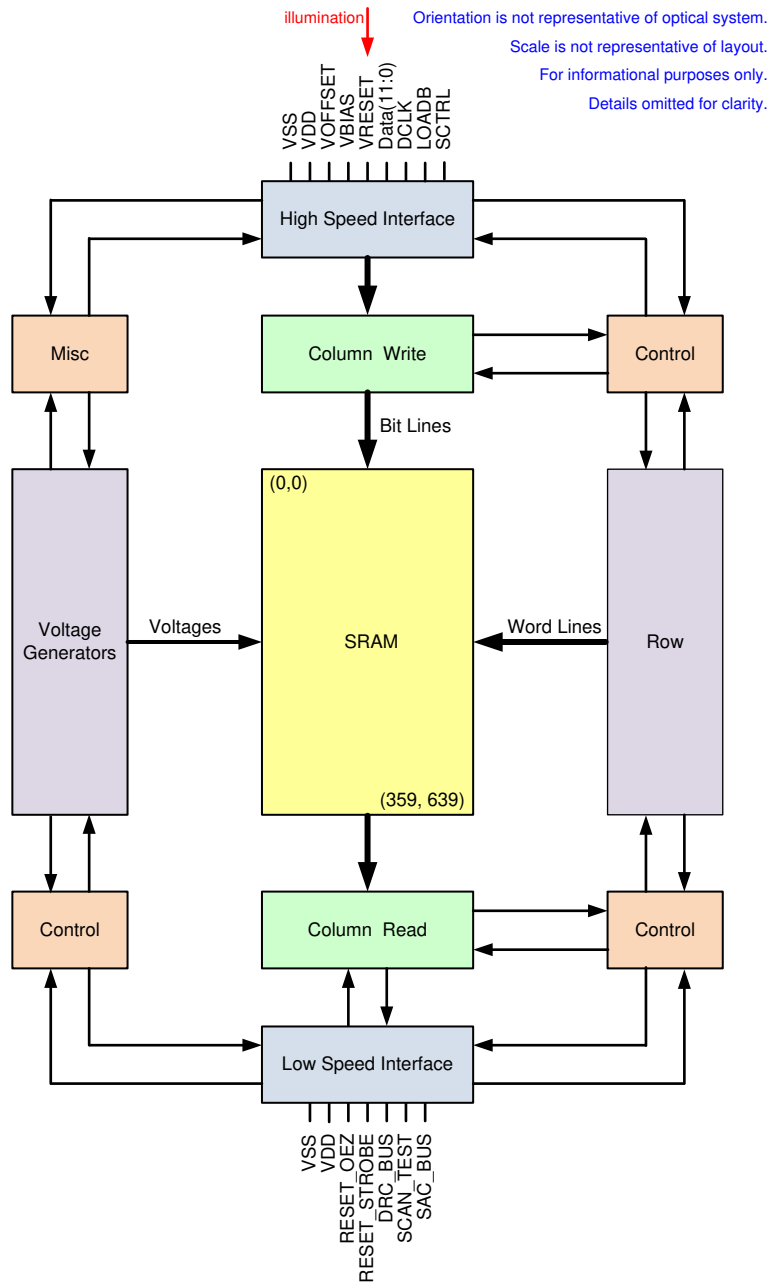 illumination
Orientation is not representative of optical system.
Scale is not representative of layout.
For informational purposes only.
Details omitted for clarity.
VSS
VDD
VOFFSET
VBIAS
VRESET
Data(11:0)
DCLK
LOADB
SCTRL
High Speed Interface
Misc
Column Write
Control
Bit Lines
(0,0)
Voltage
Generators
Voltages
SRAM
Word Lines
Row
(359, 639)
Control
Column Read
Control
Low Speed Interface
VSS
VDD
RESET_OEZ
RESET_STROBE
DRC_BUS
SCAN_TEST
SAC_BUS